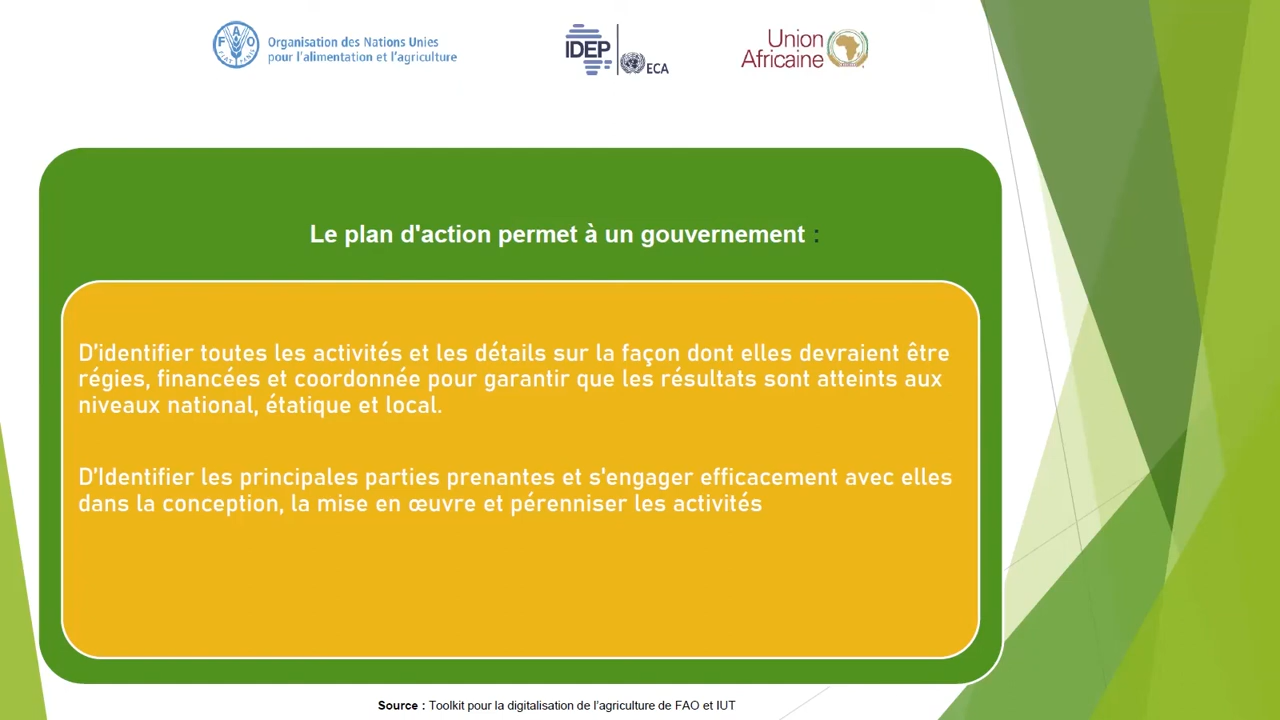 Organisation des Nations Unies
pour l'alimentation et l'agriculture
FAO
FIAT PANIS
IDEP
ECA
Union
Africaine
Le plan d'action permet à un gouvernement :
D'identifier toutes les activités et les détails sur la façon dont elles devraient être
régies, financées et coordonnée pour garantir que les résultats sont atteints aux
niveaux national, étatique et local.
D'Identifier les principales parties prenantes et s'engager efficacement avec elles
dans la conception, la mise en œuvre et pérenniser les activités
Source : Toolkit pour la digitalisation de l'agriculture de FAO et IUT